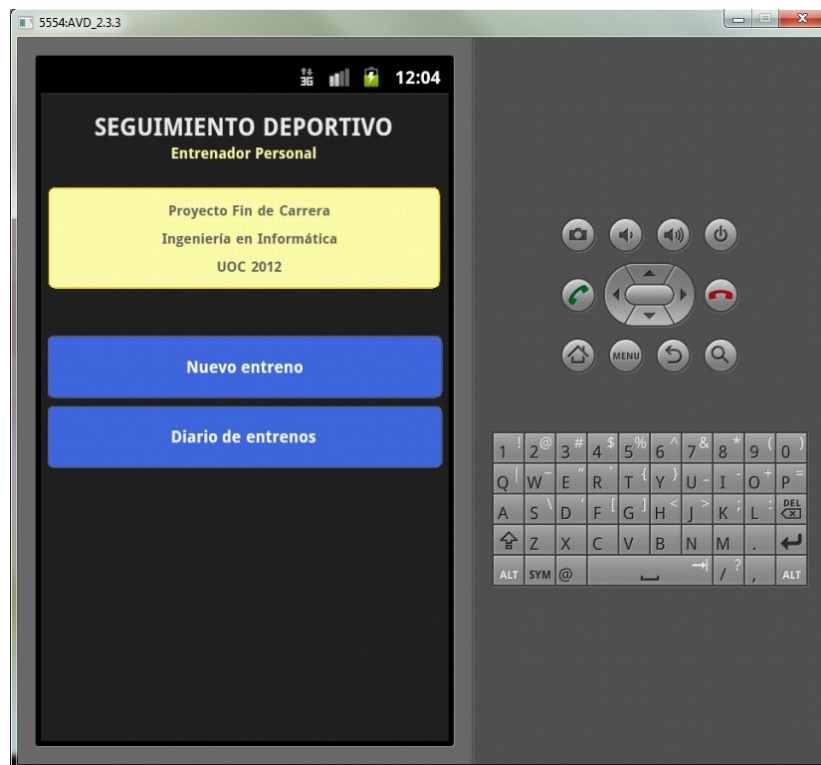 5554:AVD_2.3.3
3G 12:04
SEGUIMIENTO DEPORTIVO
Entrenador Personal
Proyecto Fin de Carrera
Ingeniería en Informática
UOC 2012
Nuevo entreno
Diario de entrenos
MENU
1 ! 2 @ 3 # 4 $ 5 % 6 ^ 7 & 8 * 9 ( 0 )
Q | W ~ E " R ` T { Y } U _ I - O + P =
A S \ D ' F [ G ] H < J > K ; L : DEL
Z X C V B N M .
ALT SYM @ / ? , ALT